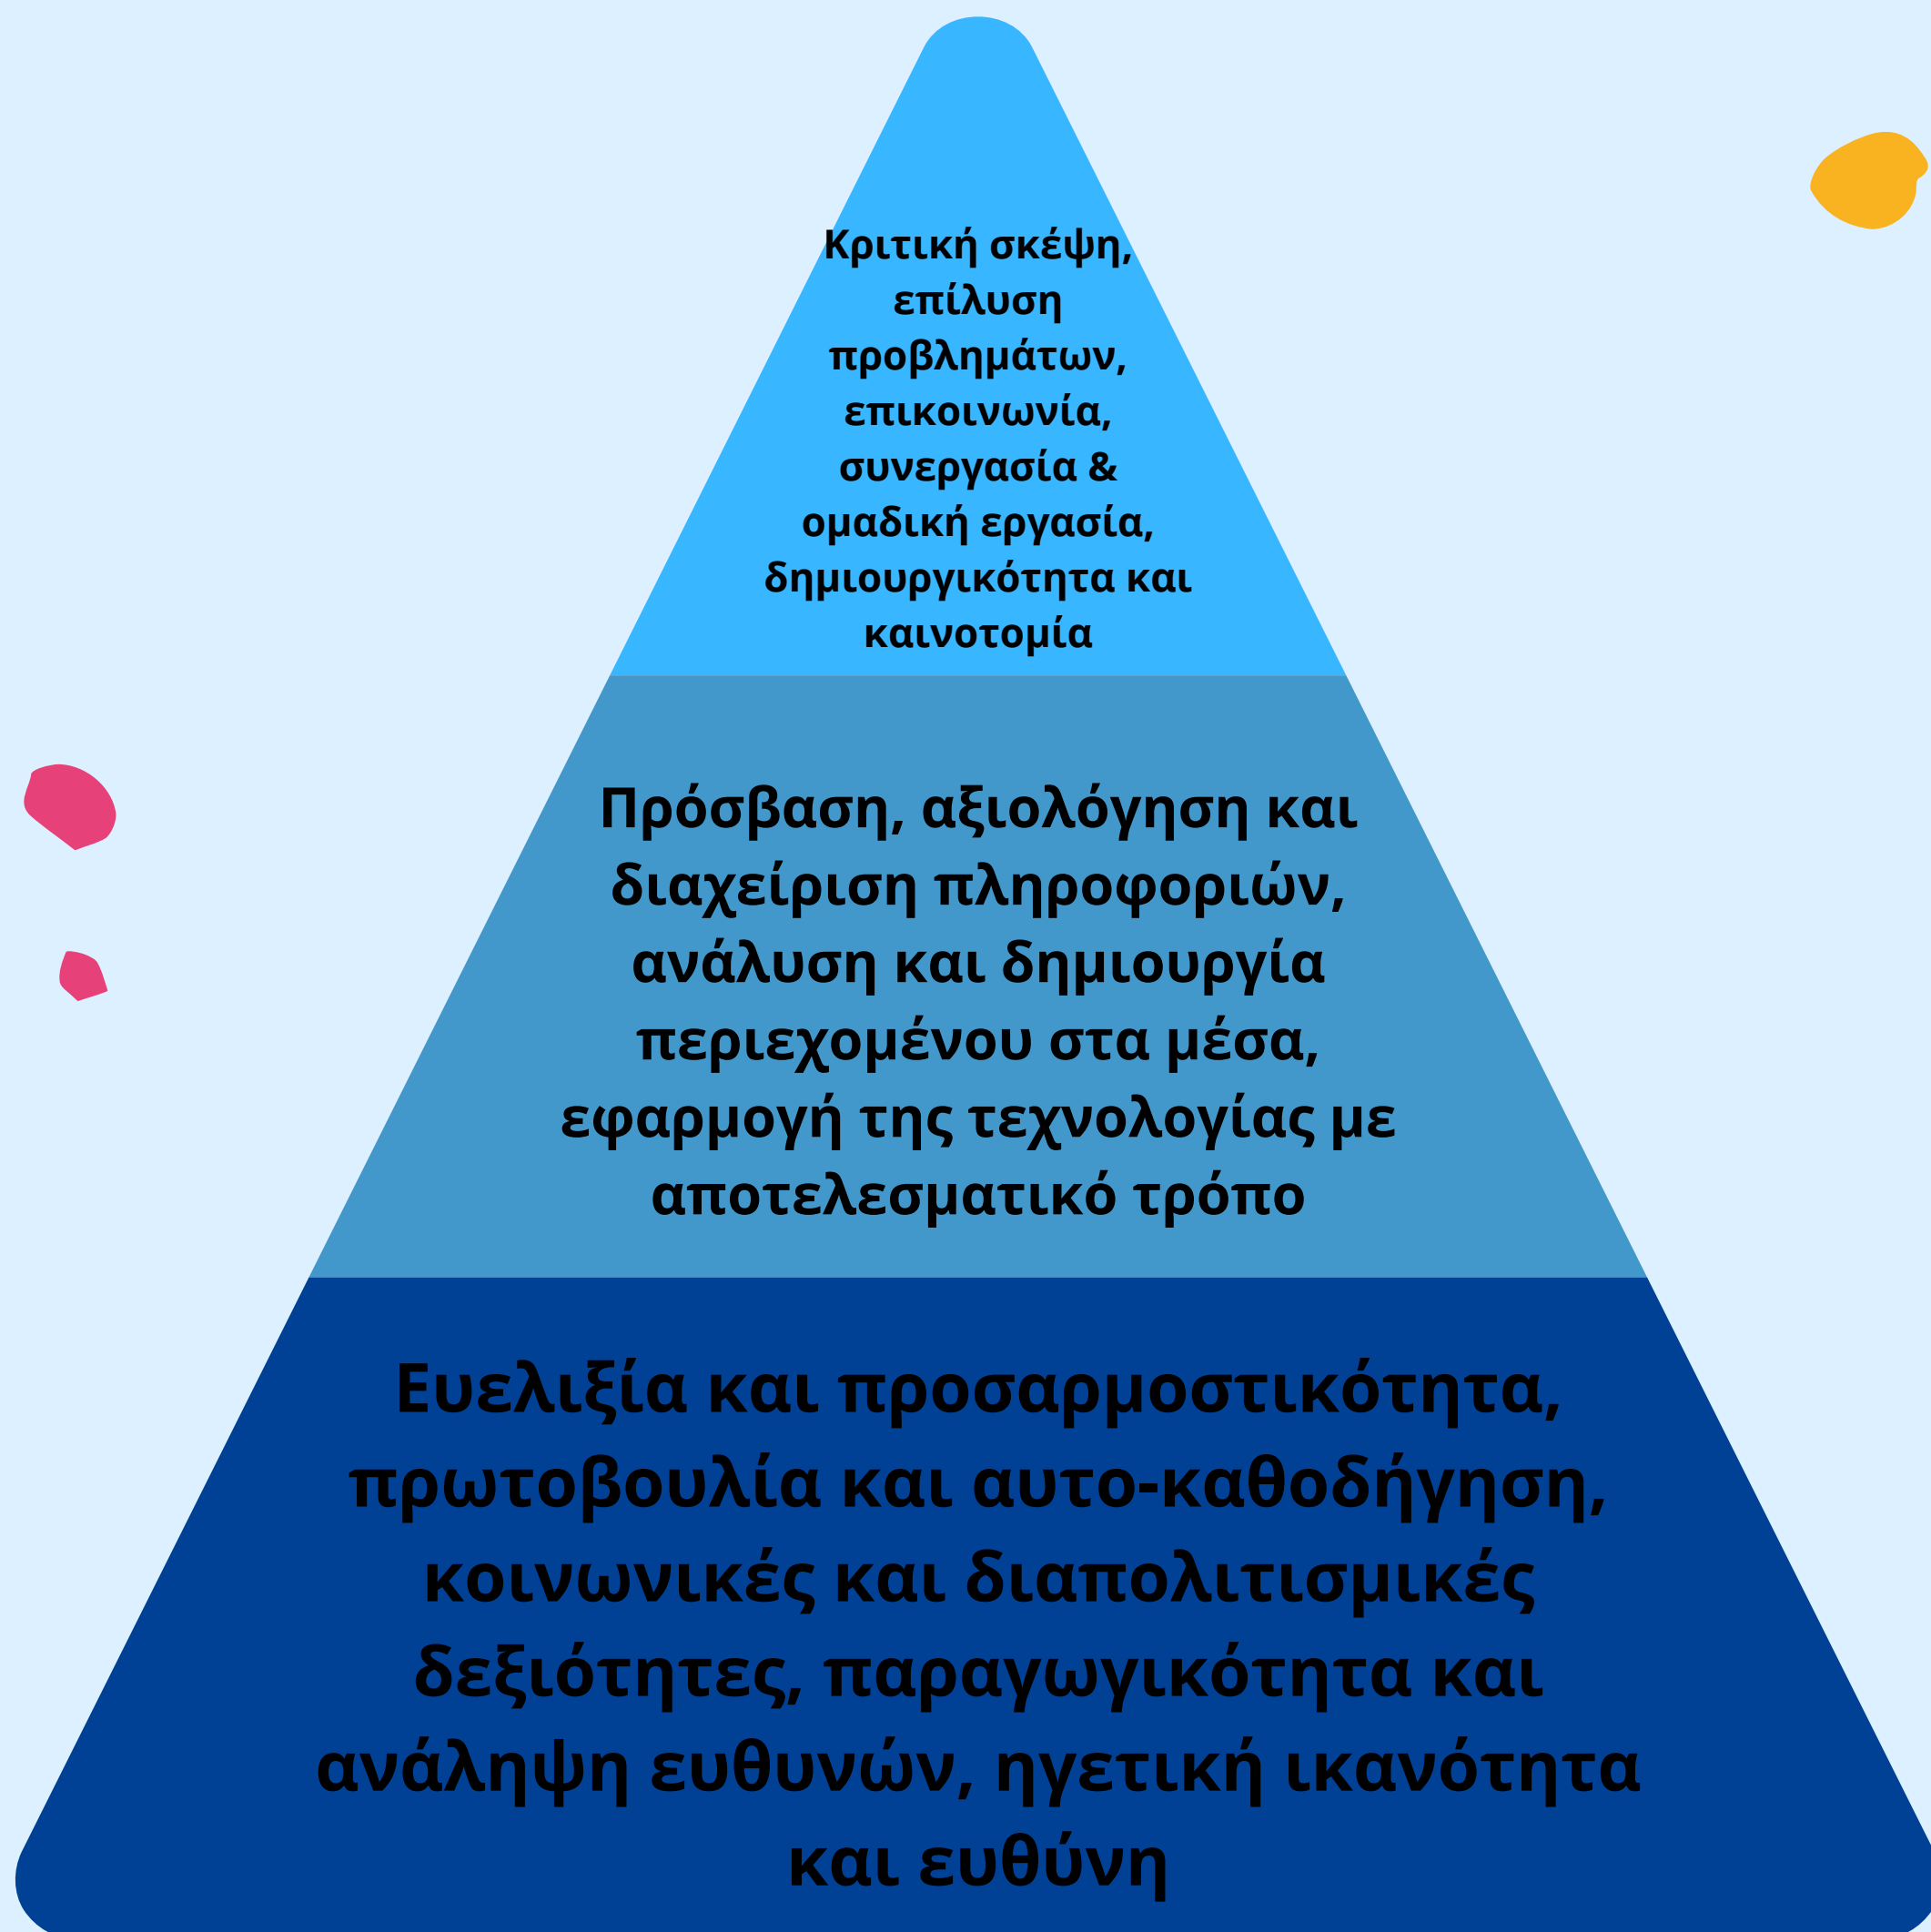 Κριτική σκέψη,
επίλυση
προβλημάτων,
επικοινωνία,
συνεργασία &
ομαδική εργασία,
δημιουργικότητα και
καινοτομία
Πρόσβαση, αξιολόγηση και
διαχείριση πληροφοριών,
ανάλυση και δημιουργία
περιεχομένου στα μέσα,
εφαρμογή της τεχνολογίας με
αποτελεσματικό τρόπο
Ευελιξία και προσαρμοστικότητα,
πρωτοβουλία και αυτο-καθοδήγηση,
κοινωνικές και διαπολιτισμικές
δεξιότητες, παραγωγικότητα και
ανάληψη ευθυνών, ηγετική ικανότητα
και ευθύνη